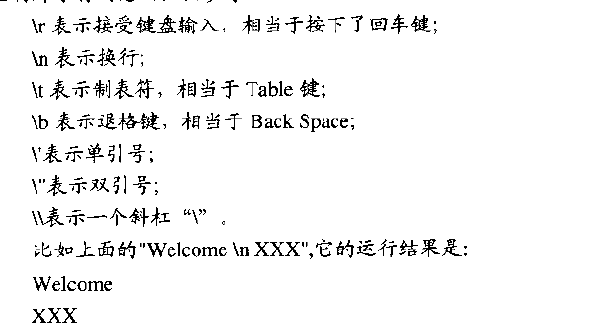 \r 表示接受键盘输入，相当于按下了回车键；
\n 表示换行；
\t 表示制表符，相当于 Table 键；
\b 表示退格键，相当于 Back Space；
\'表示单引号；
\"表示双引号；
\\表示一个斜杠“\”。
比如上面的"Welcome \n XXX",它的运行结果是：
Welcome
XXX